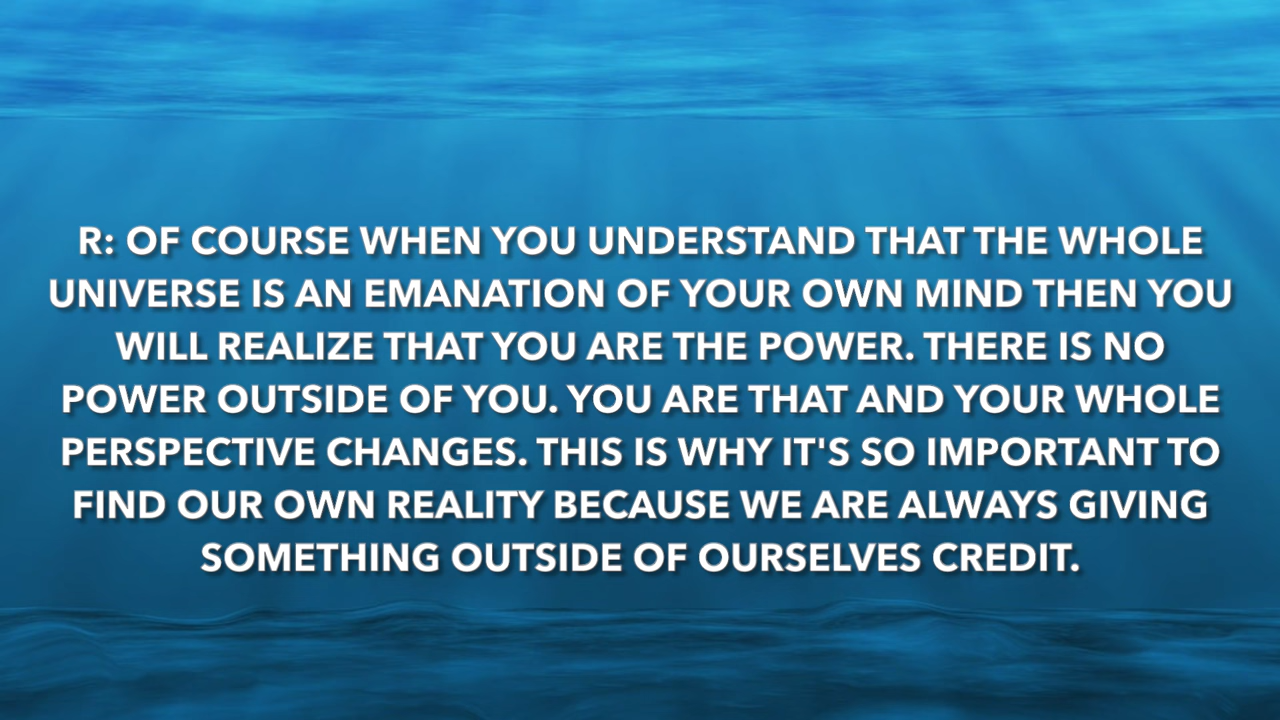 R: OF COURSE WHEN YOU UNDERSTAND THAT THE WHOLE
UNIVERSE IS AN EMANATION OF YOUR OWN MIND THEN YOU
WILL REALIZE THAT YOU ARE THE POWER. THERE IS NO
POWER OUTSIDE OF YOU. YOU ARE THAT AND YOUR WHOLE
PERSPECTIVE CHANGES. THIS IS WHY IT'S SO IMPORTANT TO
FIND OUR OWN REALITY BECAUSE WE ARE ALWAYS GIVING
SOMETHING OUTSIDE OF OURSELVES CREDIT.